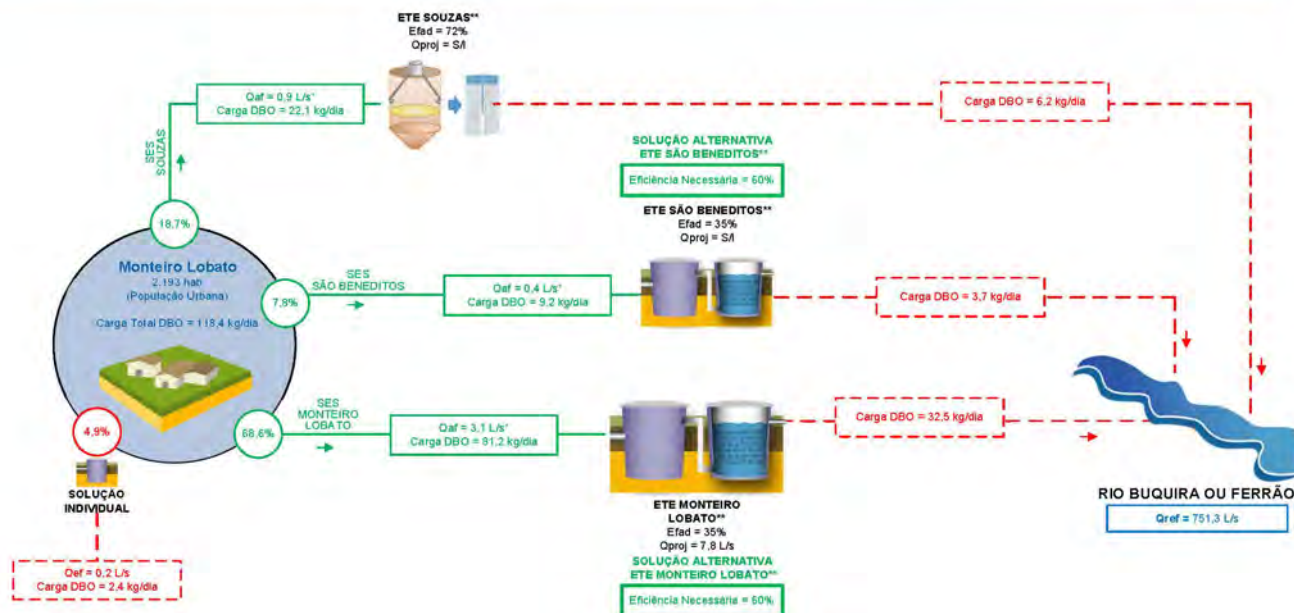 ETE SOUZAS**
Efad = 72%
Qproj = S/I
Qaf = 0,9 L/s*
Carga DBO = 22,1 kg/dia
Carga DBO = 6,2 kg/dia
SES
SOUZAS
SOLUÇÃO ALTERNATIVA
ETE SÃO BENEDITOS**
Eficiência Necessária = 60%
ETE SÃO BENEDITOS**
Efad = 35%
Qproj = S/I
18,7%
Monteiro Lobato
2.193 hab
(População Urbana)
Carga Total DBO = 118,4 kg/dia
7,8%
SES
SÃO BENEDITOS
Qaf = 0,4 L/s*
Carga DBO = 9,2 kg/dia
Carga DBO = 3,7 kg/dia
4,9%
68,6%
SES
MONTEIRO
LOBATO
Qaf = 3,1 L/s*
Carga DBO = 81,2 kg/dia
Carga DBO = 32,5 kg/dia
SOLUÇÃO
INDIVIDUAL
Qef = 0,2 L/s
Carga DBO = 2,4 kg/dia
ETE MONTEIRO
LOBATO**
Efad = 35%
Qproj = 7,8 L/s
SOLUÇÃO ALTERNATIVA
ETE MONTEIRO LOBATO**
Eficiência Necessária = 60%
RIO BUQUIRA OU FERRÃO
Qref = 751,3 L/s